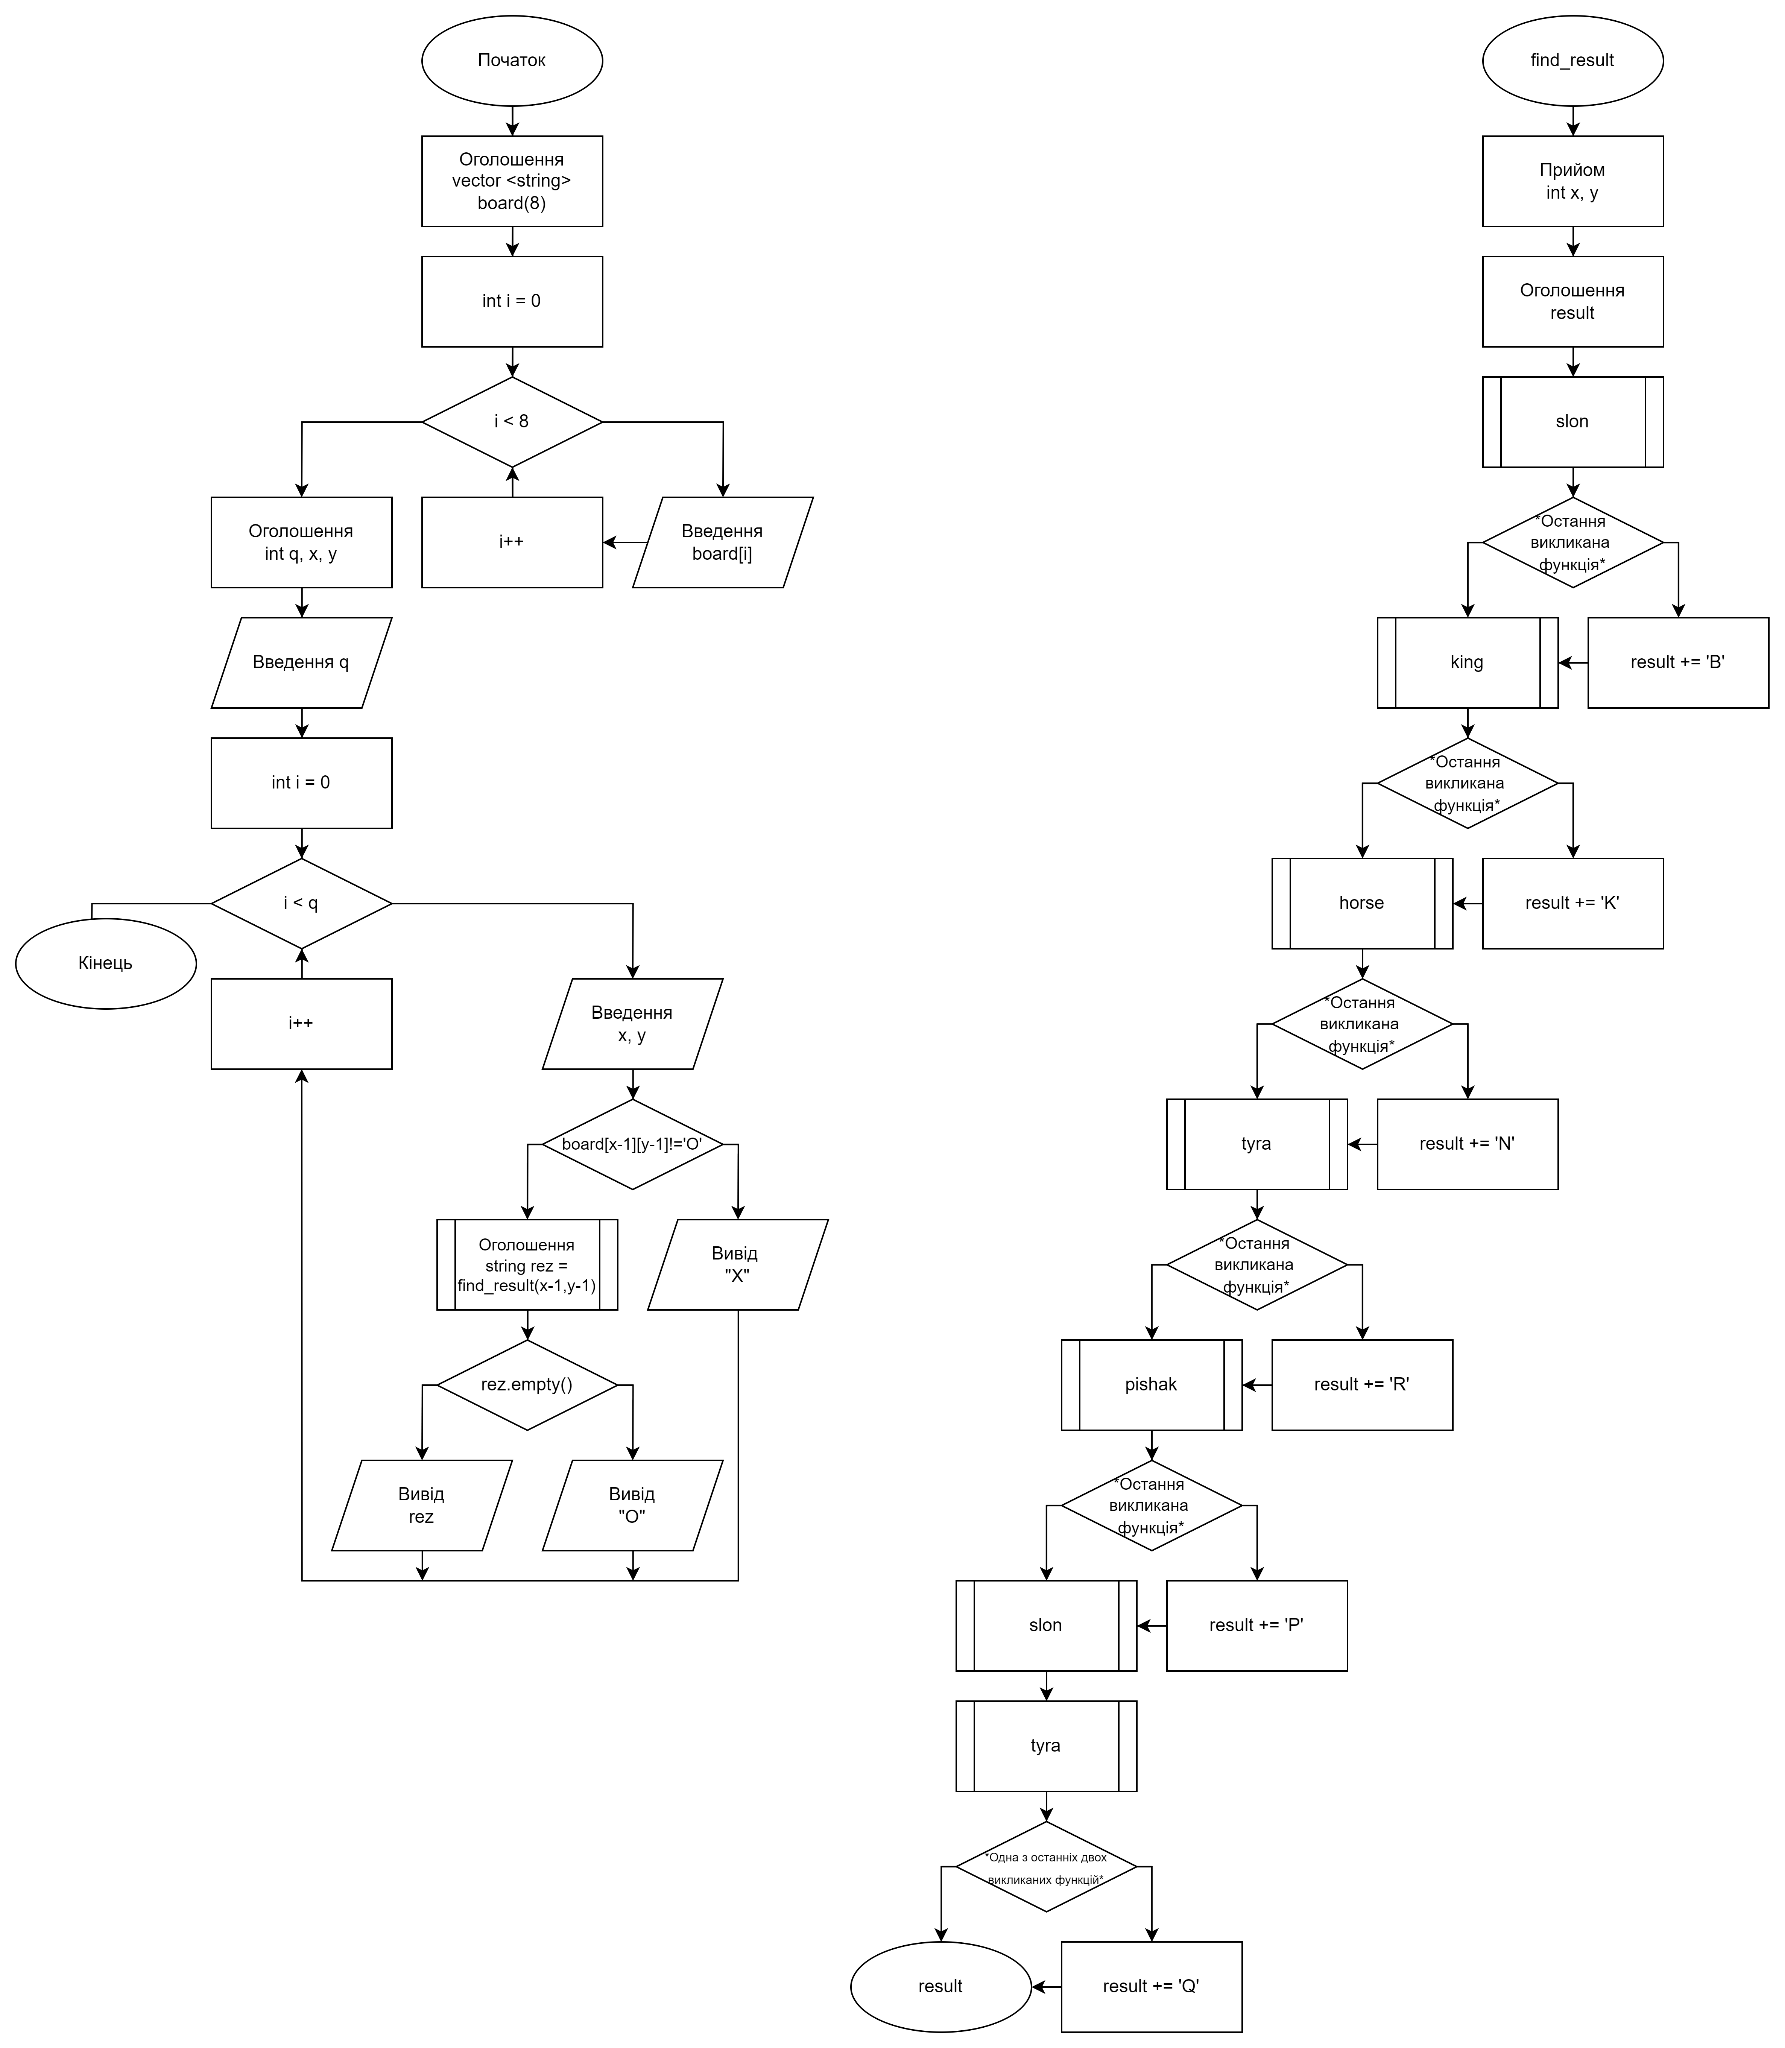 Початок
Оголошення
vector <string>
board(8)
int i = 0
i < 8
Оголошення
int q, x, y
i++
Введення
board[i]
Введення q
int i = 0
i < q
Кінець
i++
Введення
x, y
board[x-1][y-1]!='O'
Оголошення
string rez =
find_result(x-1,y-1)
Вивід
"X"
rez.empty()
Вивід
rez
Вивід
"O"
find_result
Прийом
int x, y
Оголошення
result
slon
*Остання
викликана
функція*
king
result += 'B'
*Остання
викликана
функція*
horse
result += 'K'
*Остання
викликана
функція*
tyra
result += 'N'
*Остання
викликана
функція*
pishak
result += 'R'
*Остання
викликана
функція*
slon
result += 'P'
tyra
*Одна з останніх двох
викликаних функцій*
result
result += 'Q'